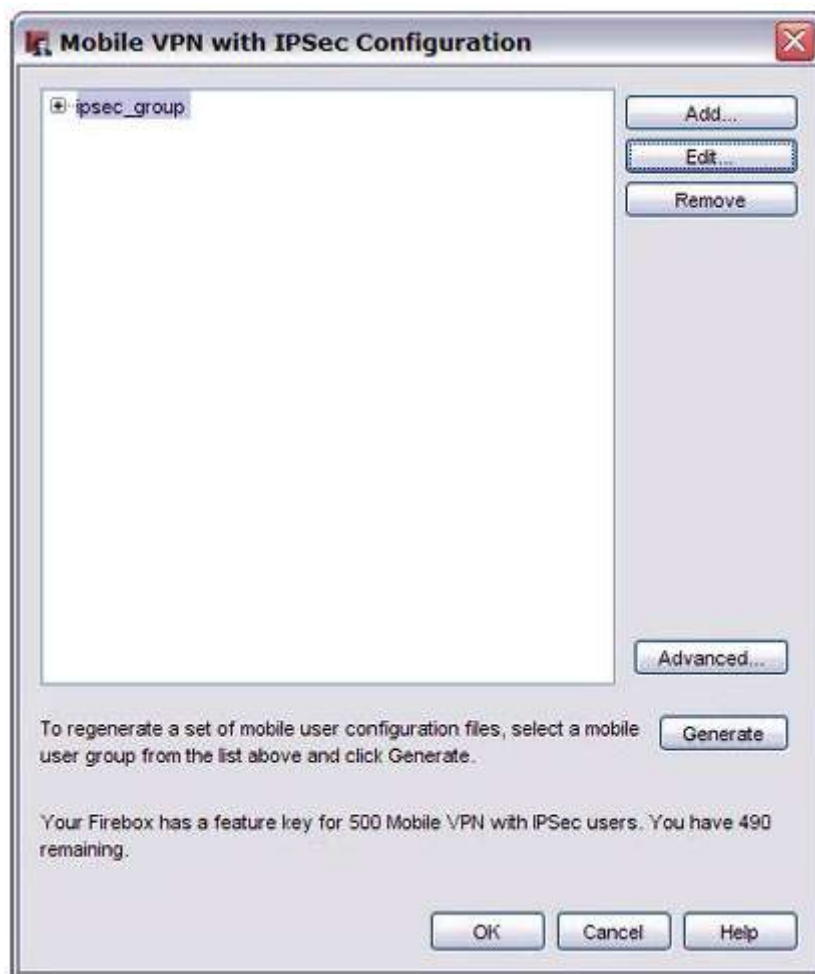 Mobile VPN with IPSec Configuration
ipsec_group
Add...
Edit...
Remove
Advanced...
To regenerate a set of mobile user configuration files, select a mobile
user group from the list above and click Generate.
Generate
Your Firebox has a feature key for 500 Mobile VPN with IPSec users. You have 490
remaining.
OK
Cancel
Help